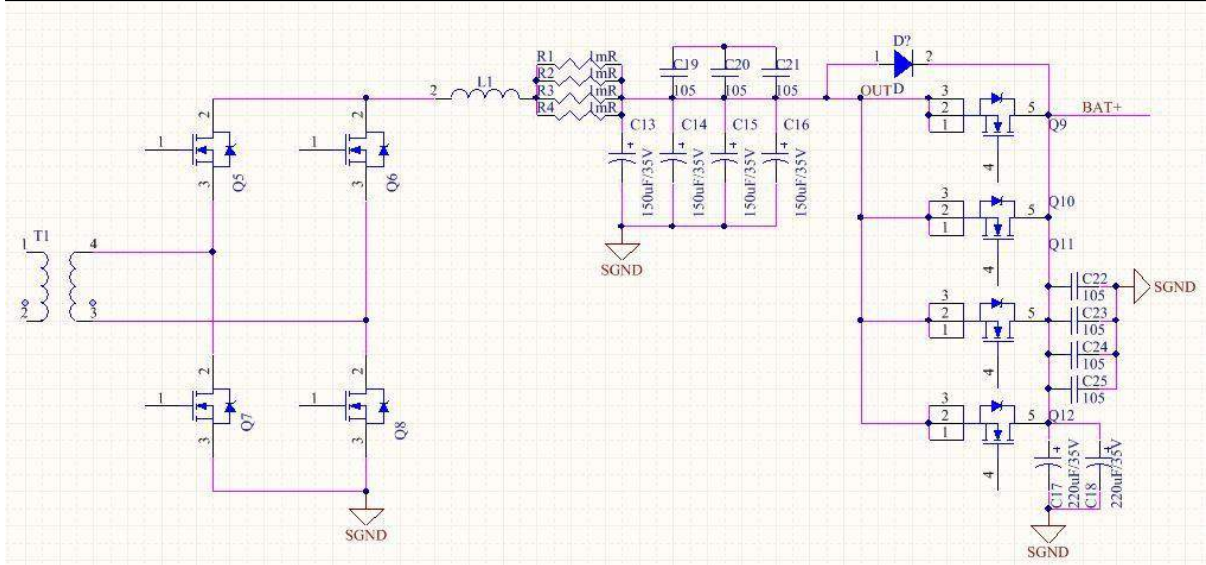 D?
1
2
D
R1
1mR
R2
1mR
R3
1mR
R4
1mR
2
L1
C19
C20
C21
105
105
105
OUT
3
2
1
5
BAT+
Q9
4
2
1
3
Q5
2
1
3
Q6
C13
C14
C15
C16
150uF/35V
150uF/35V
150uF/35V
150uF/35V
SGND
3
2
1
5
Q10
Q11
4
T1
1
4
2
3
C22
105
SGND
C23
105
C24
105
C25
105
3
2
1
5
4
2
1
3
Q7
2
1
3
Q8
SGND
3
2
1
5
Q12
4
C17
220uF/35V
C18
220uF/35V
SGND